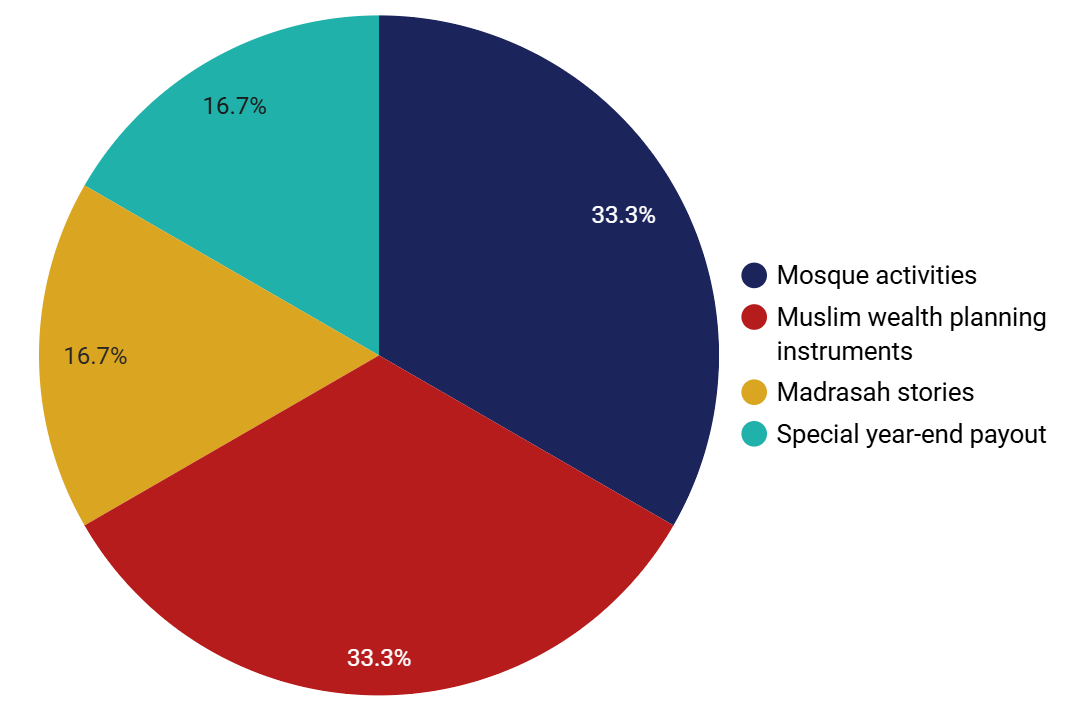 16.7%
33.3%
16.7%
33.3%
Mosque activities
Muslim wealth planning
instruments
Madrasah stories
Special year-end payout